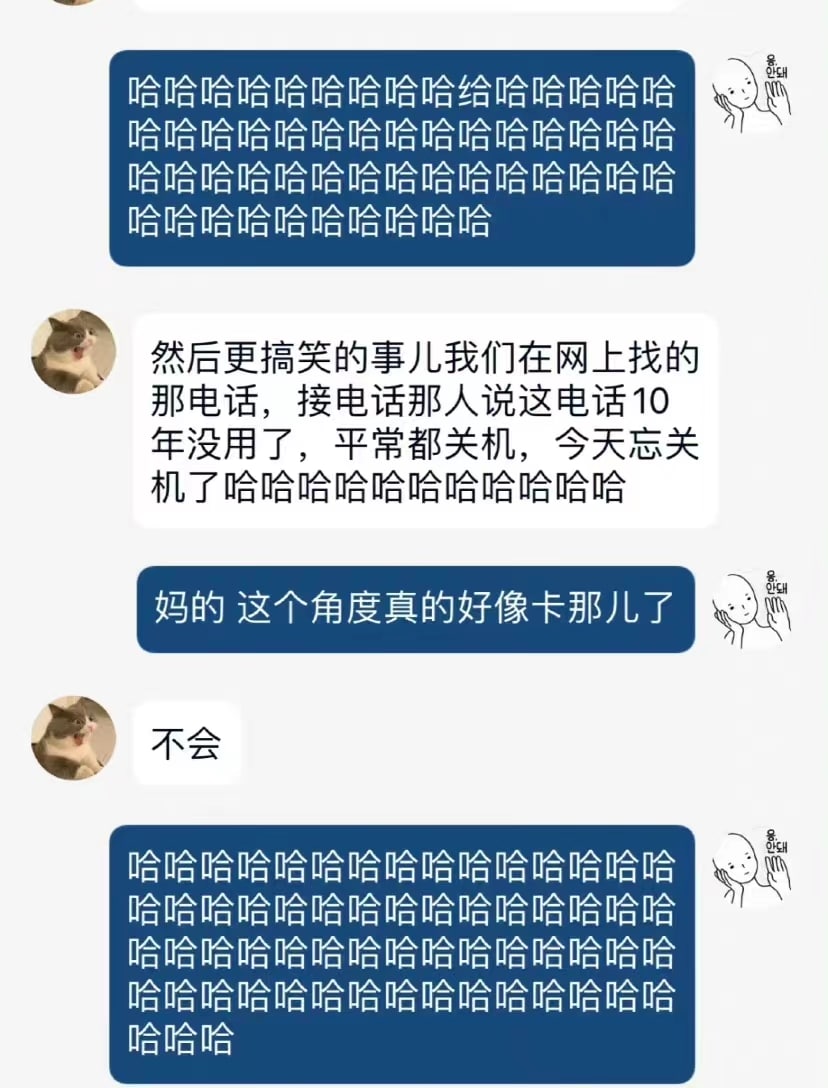 哈哈哈哈哈哈哈哈哈给哈哈哈哈哈
哈哈哈哈哈哈哈哈哈哈哈哈哈哈哈
哈哈哈哈哈哈哈哈哈哈哈哈哈哈哈
哈哈哈哈哈哈哈哈哈哈
응.
안돼
然后更搞笑的事儿我们在网上找的
那电话，接电话那人说这电话10
年没用了，平常都关机，今天忘关
机了哈哈哈哈哈哈哈哈哈哈哈
妈的 这个角度真的好像卡那儿了
응.
안돼
不会
哈哈哈哈哈哈哈哈哈哈哈哈哈哈哈
哈哈哈哈哈哈哈哈哈哈哈哈哈哈哈
哈哈哈哈哈哈哈哈哈哈哈哈哈哈哈
哈哈哈哈哈哈哈哈哈哈哈哈哈哈哈
哈哈哈
응.
안돼